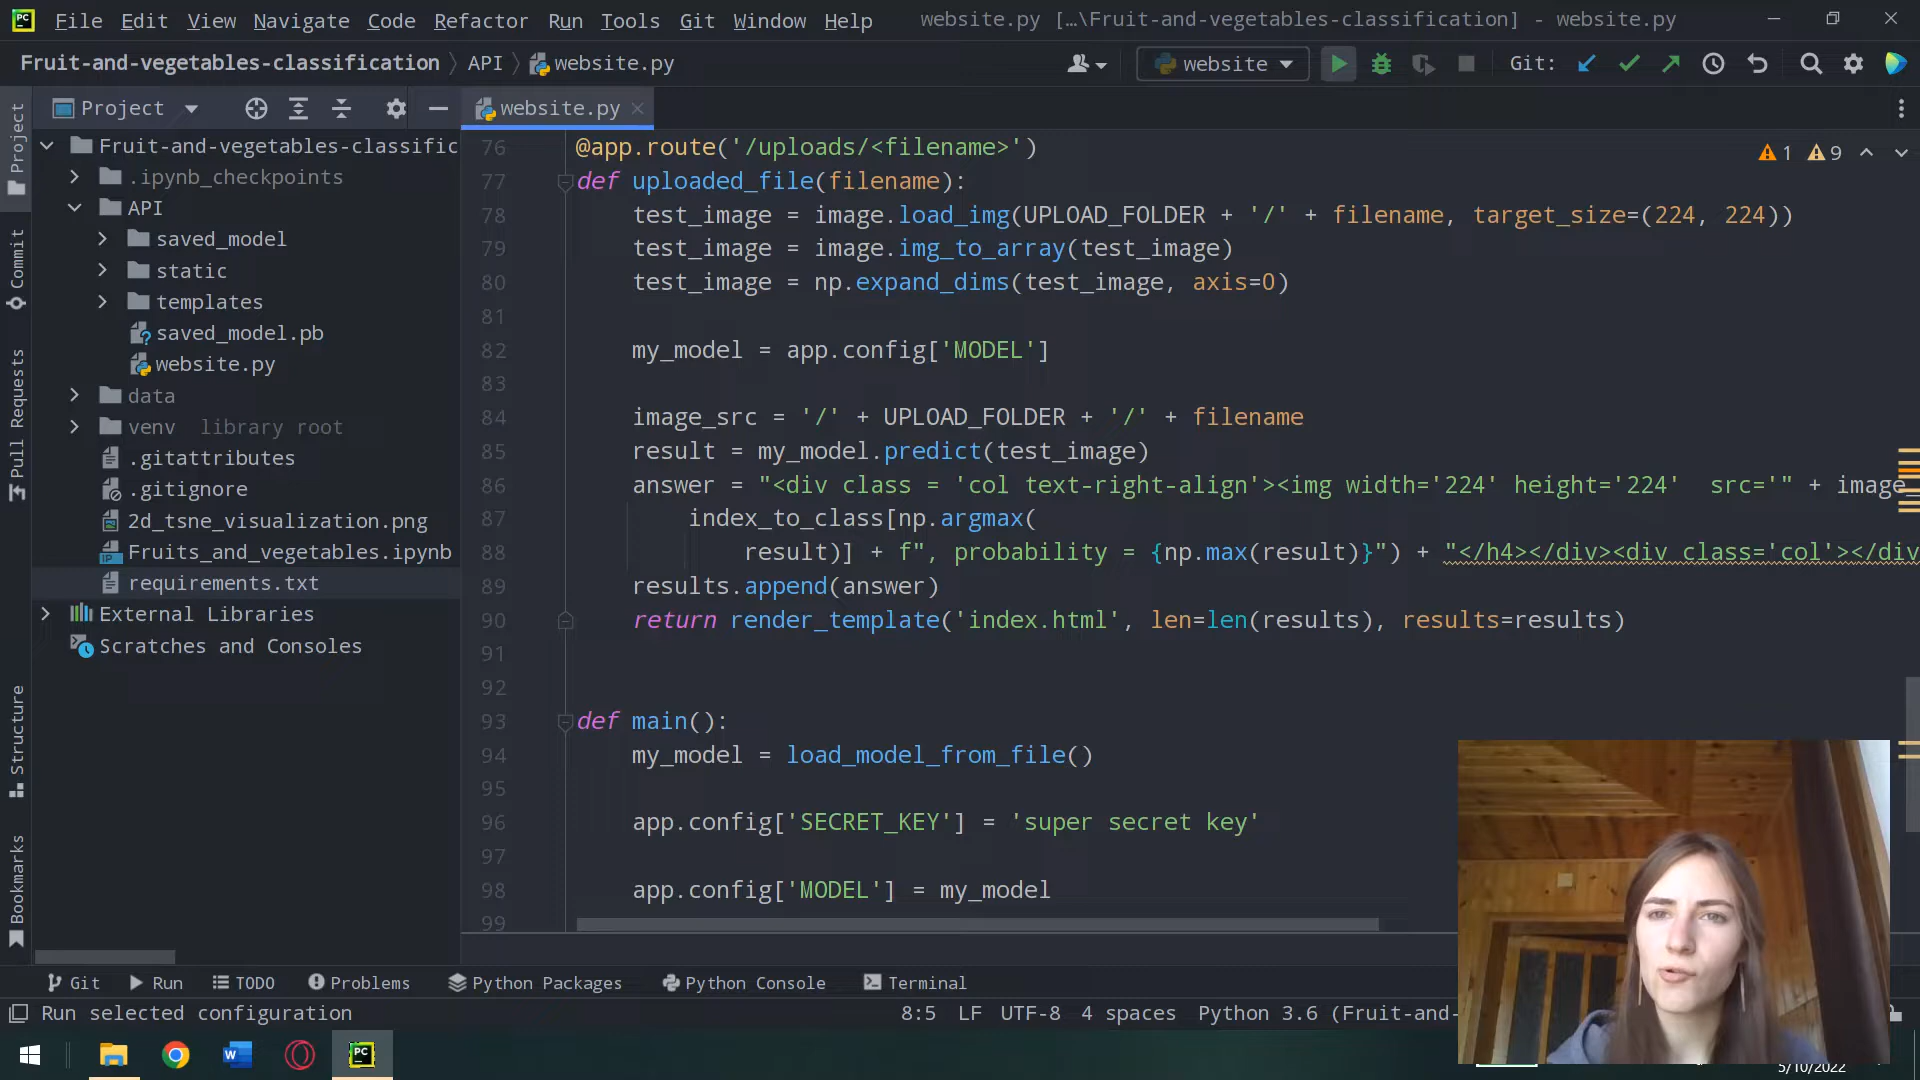 File Edit View Navigate Code Refactor Run Tools Git Window Help website.py [...\Fruit-and-vegetables-classification] - website.py
Fruit-and-vegetables-classification API website.py website Git:
Project website.py
Project
Commit
Pull Requests
Structure
Bookmarks
Fruit-and-vegetables-classific
.ipynb_checkpoints
API
saved_model
static
templates
saved_model.pb
website.py
data
venv library root
.gitattributes
.gitignore
2d_tsne_visualization.png
Fruits_and_vegetables.ipynb
requirements.txt
External Libraries
Scratches and Consoles
1 9
76 @app.route('/uploads/<filename>')
77 def uploaded_file(filename):
78 test_image = image.load_img(UPLOAD_FOLDER + '/' + filename, target_size=(224, 224))
79 test_image = image.img_to_array(test_image)
80 test_image = np.expand_dims(test_image, axis=0)
81
82 my_model = app.config['MODEL']
83
84 image_src = '/' + UPLOAD_FOLDER + '/' + filename
85 result = my_model.predict(test_image)
86 answer = "<div class = 'col text-right-align'><img width='224' height='224'  src='" + image_
87 index_to_class[np.argmax(
88 result)] + f", probability = {np.max(result)}") + "</h4></div><div class='col'></div
89 results.append(answer)
90 return render_template('index.html', len=len(results), results=results)
91
92
93 def main():
94 my_model = load_model_from_file()
95
96 app.config['SECRET_KEY'] = 'super secret key'
97
98 app.config['MODEL'] = my_model
99
Git Run TODO Problems Python Packages Python Console Terminal
Run selected configuration 8:5 LF UTF-8 4 spaces Python 3.6 (Fruit-and-
5/10/2022